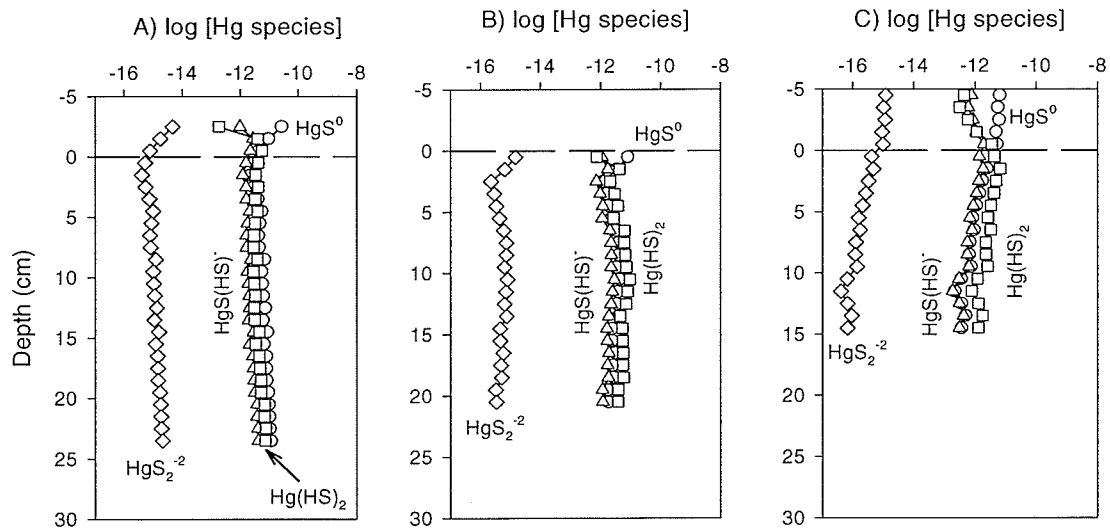 A) log [Hg species]
-16 -14 -12 -10 -8
-5
0
5
10
15
20
25
30
Depth (cm)
HgS⁰
HgS(HS)⁻
HgS₂⁻²
Hg(HS)₂
B) log [Hg species]
-16 -14 -12 -10 -8
-5
0
5
10
15
20
25
30
HgS⁰
HgS(HS)⁻
Hg(HS)₂
HgS₂⁻²
C) log [Hg species]
-16 -14 -12 -10 -8
-5
0
5
10
15
20
25
30
HgS⁰
HgS(HS)⁻
Hg(HS)₂
HgS₂⁻²